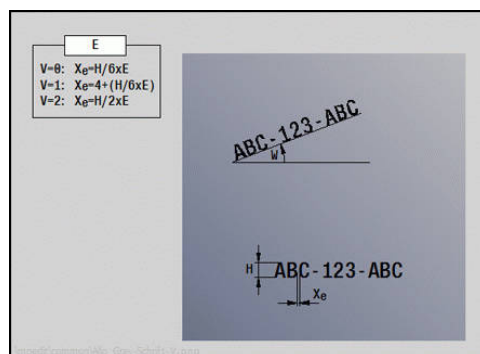 E
V=0: Xe=H/6xE
V=1: Xe=4+(H/6xE)
V=2: Xe=H/2xE
ABC-123-ABC
W
H
ABC-123-ABC
Xe